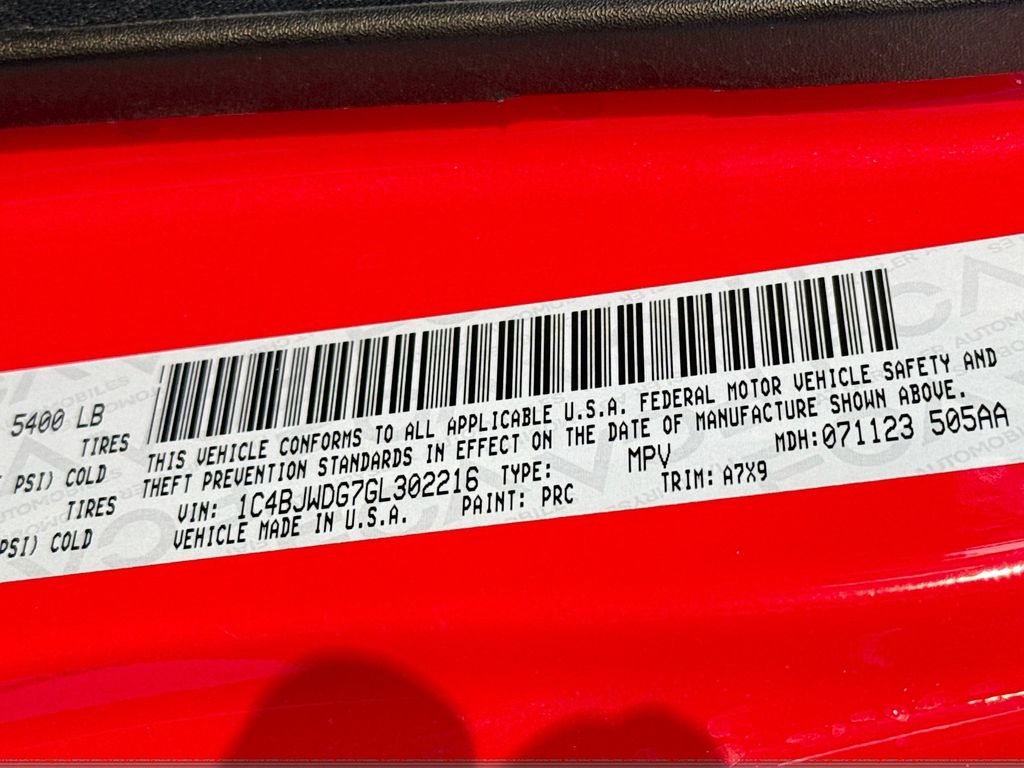 5400 LB
TIRES
PSI) COLD
TIRES
PSI) COLD
THIS VEHICLE CONFORMS TO ALL APPLICABLE U.S.A. FEDERAL MOTOR VEHICLE SAFETY AND
THEFT PREVENTION STANDARDS IN EFFECT ON THE DATE OF MANUFACTURE SHOWN ABOVE.
VIN: 1C4BJWDG7GL302216 TYPE: MPV MDH:071123 505AA
VEHICLE MADE IN U.S.A. PAINT: PRC TRIM: A7X9